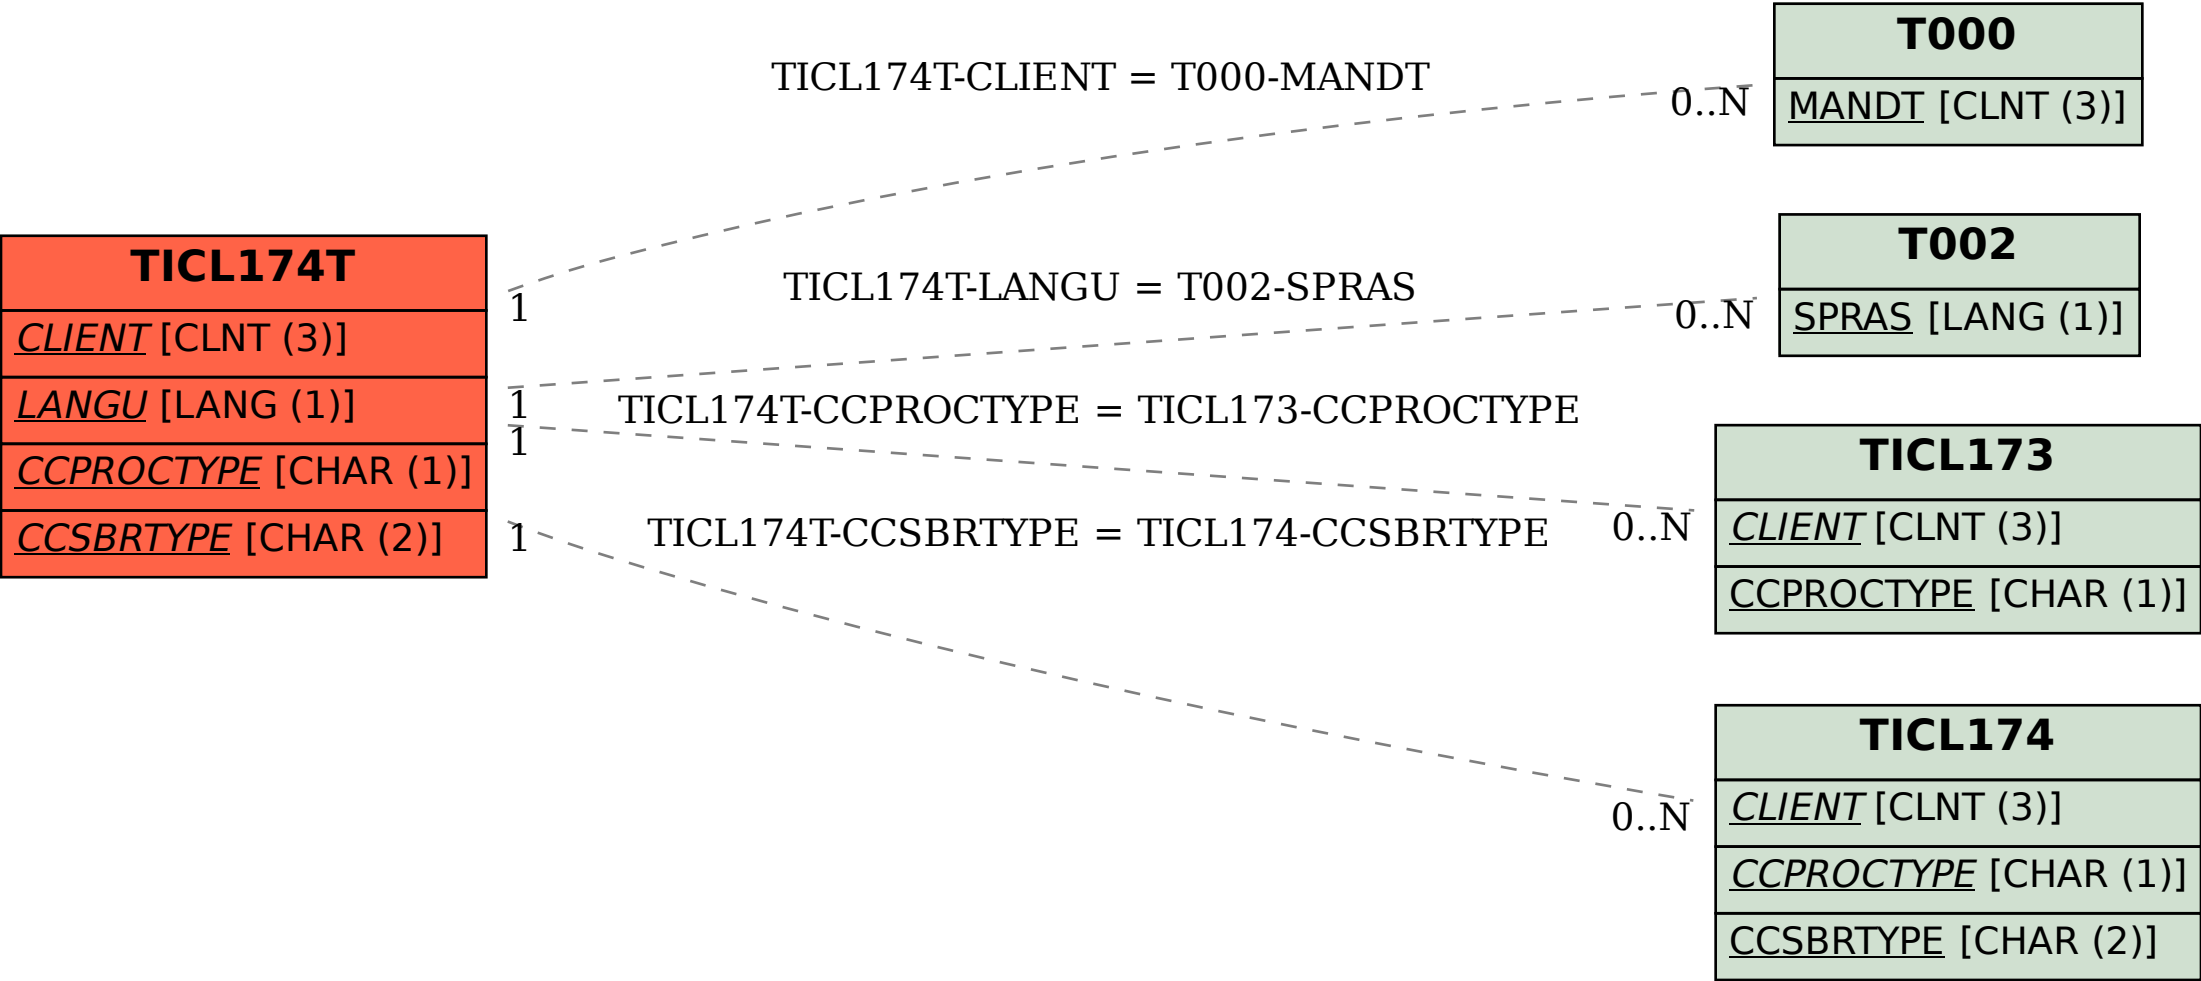 TICL174T
CLIENT [CLNT (3)]
LANGU [LANG (1)]
CCPROCTYPE [CHAR (1)]
CCSBRTYPE [CHAR (2)]
TICL174T-CLIENT = T000-MANDT
1
0..N
TICL174T-LANGU = T002-SPRAS
1
0..N
TICL174T-CCPROCTYPE = TICL173-CCPROCTYPE
1
0..N
TICL174T-CCSBRTYPE = TICL174-CCSBRTYPE
1
0..N
T000
MANDT [CLNT (3)]
T002
SPRAS [LANG (1)]
TICL173
CLIENT [CLNT (3)]
CCPROCTYPE [CHAR (1)]
TICL174
CLIENT [CLNT (3)]
CCPROCTYPE [CHAR (1)]
CCSBRTYPE [CHAR (2)]